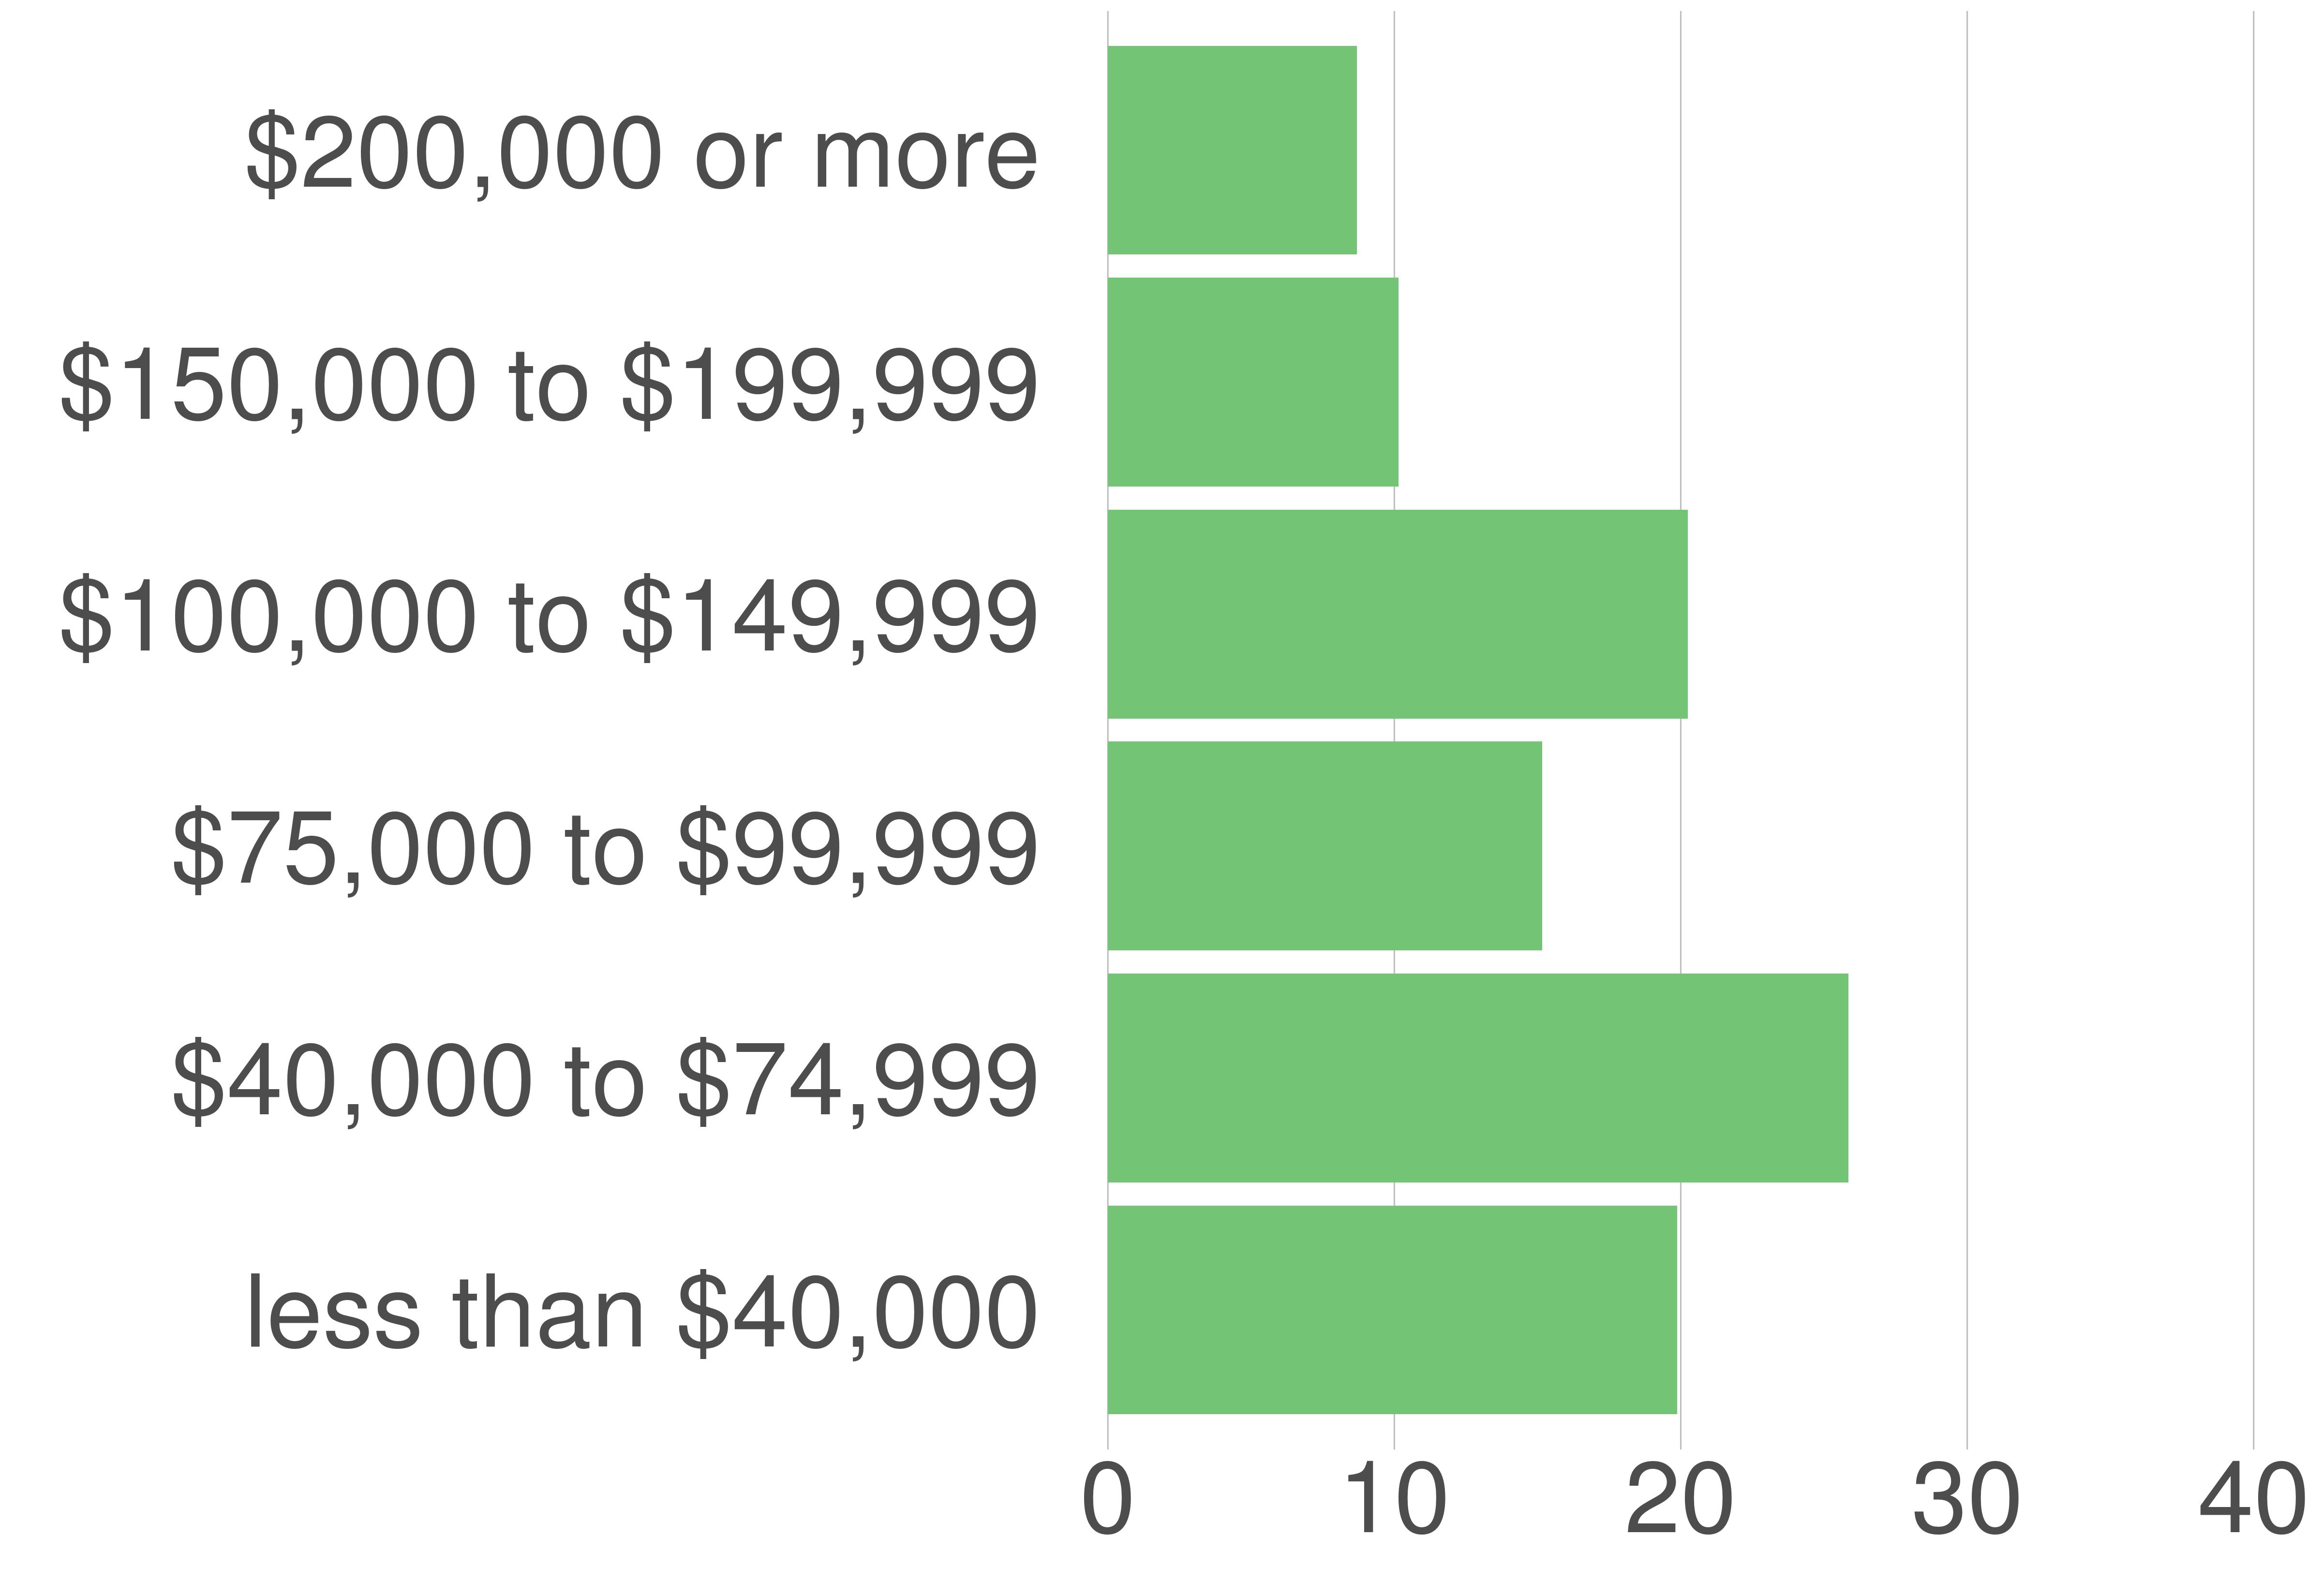 $200,000 or more
$150,000 to $199,999
$100,000 to $149,999
$75,000 to $99,999
$40,000 to $74,999
less than $40,000
0 10 20 30 40